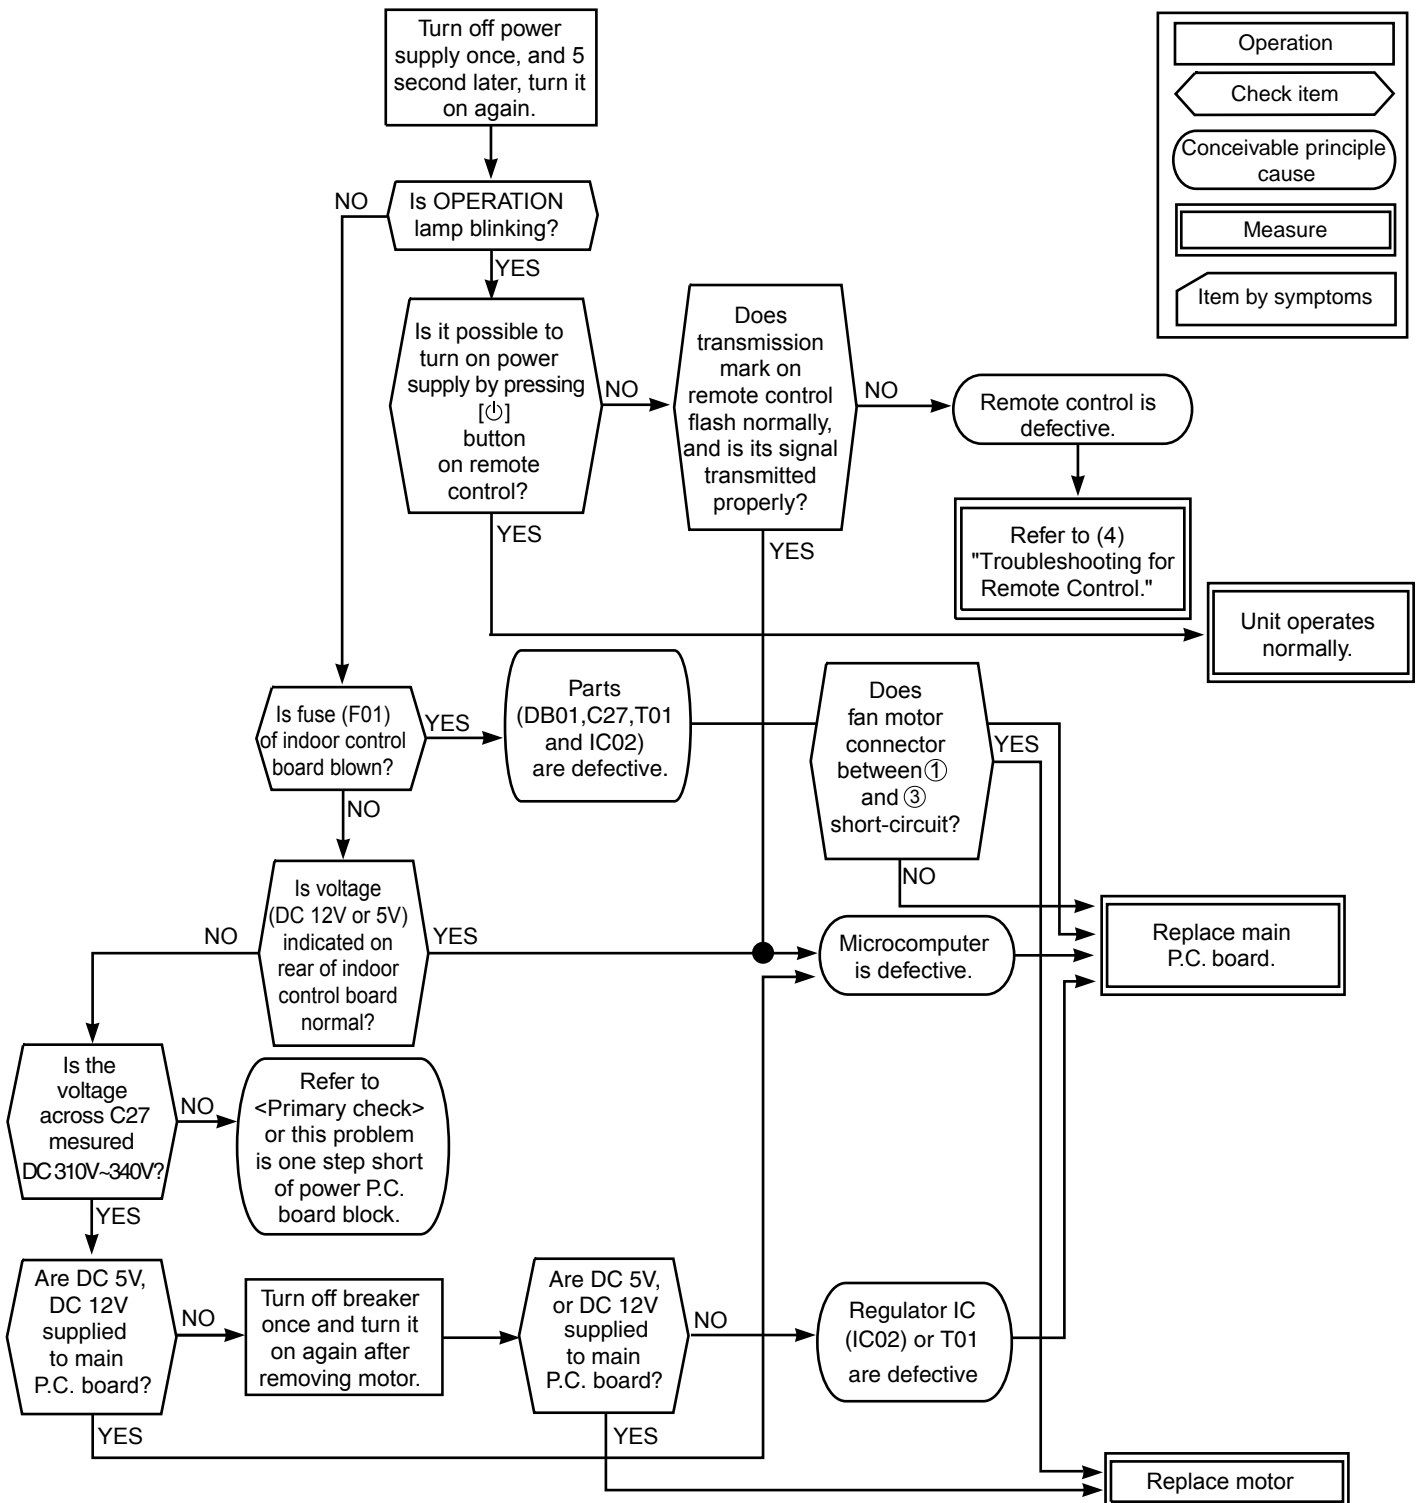 Turn off power
supply once, and 5
second later, turn it
on again.
Operation
Check item
Conceivable principle
cause
Measure
Item by symptoms
NO
Is OPERATION
lamp blinking?
YES
Is it possible to
turn on power
supply by pressing
[⏻]
button
on remote
control?
NO
YES
Does
transmission
mark on
remote control
flash normally,
and is its signal
transmitted
properly?
NO
YES
Remote control is
defective.
Refer to (4)
"Troubleshooting for
Remote Control."
Unit operates
normally.
Is fuse (F01)
of indoor control
board blown?
YES
NO
Parts
(DB01,C27,T01
and IC02)
are defective.
Does
fan motor
connector
between①
and ③
short-circuit?
YES
NO
Is voltage
(DC 12V or 5V)
indicated on
rear of indoor
control board
normal?
NO
YES
Microcomputer
is defective.
Replace main
P.C. board.
Is the
voltage
across C27
mesured
DC 310V~340V?
NO
YES
Refer to
<Primary check>
or this problem
is one step short
of power P.C.
board block.
Are DC 5V,
DC 12V
supplied
to main
P.C. board?
NO
YES
Turn off breaker
once and turn it
on again after
removing motor.
Are DC 5V,
or DC 12V
supplied
to main
P.C. board?
NO
YES
Regulator IC
(IC02) or T01
are defective
Replace motor